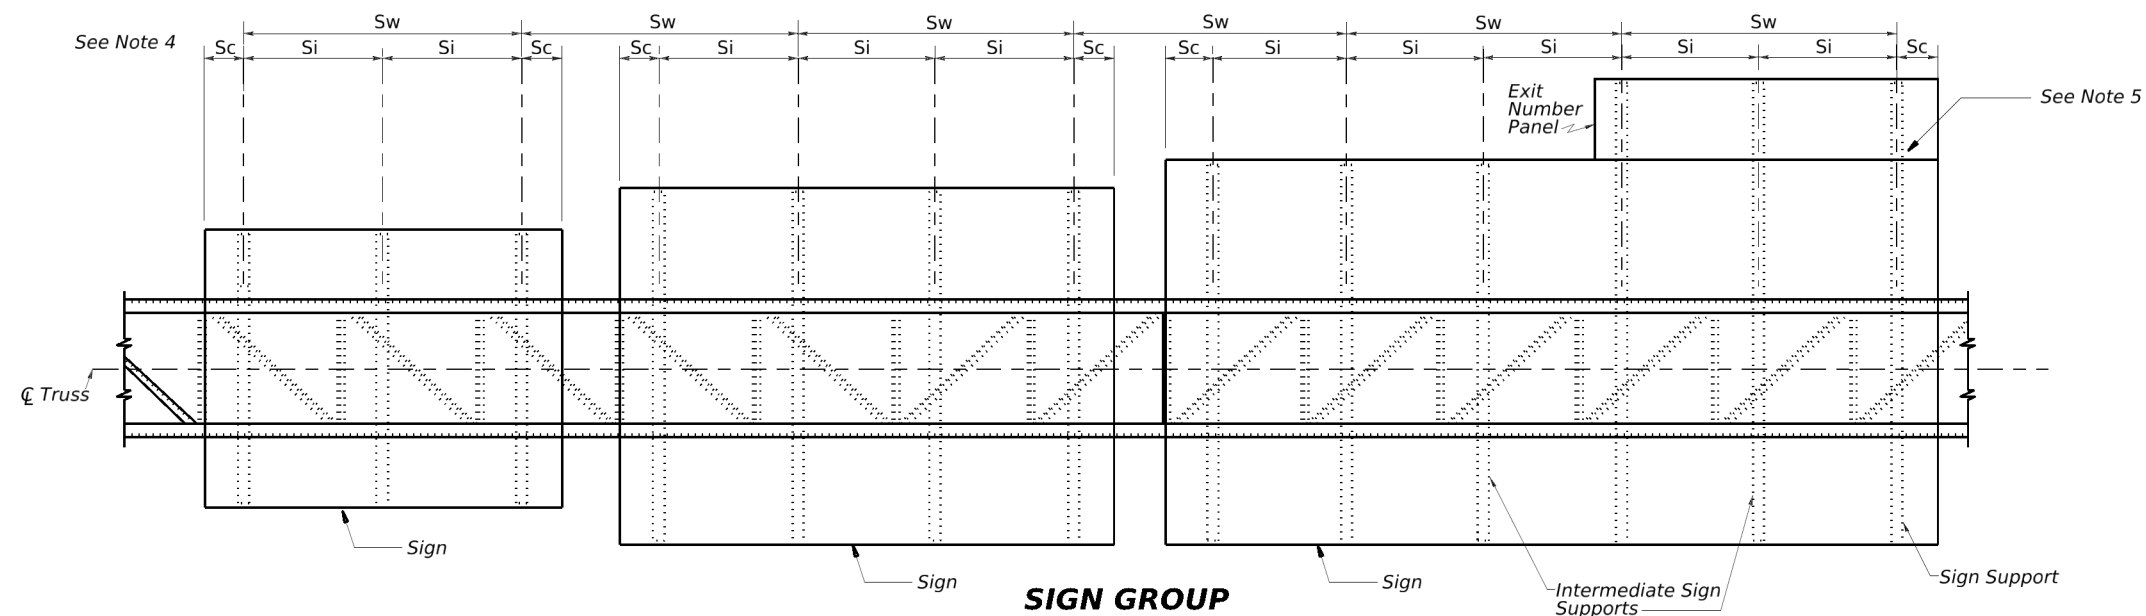 Sw Sw Sw Sw Sw Sw
See Note 4
Sc Si Si Sc Sc Si Si Si Sc Sc Si Si Si Si Si Sc
Exit
Number
Panel
See Note 5
℄ Truss
Sign
Sign
Sign
Intermediate Sign
Supports
Sign Support
SIGN GROUP